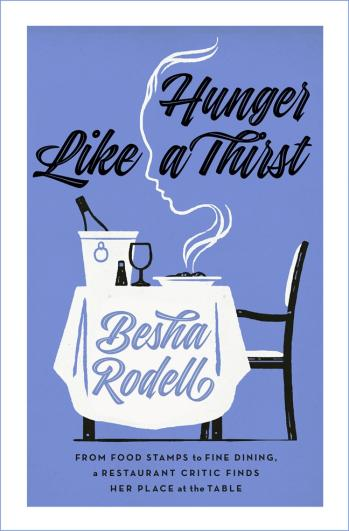 Hunger
Like a Thirst
Besha
Rodell
FROM FOOD STAMPS to FINE DINING,
a RESTAURANT CRITIC FINDS
HER PLACE at the TABLE